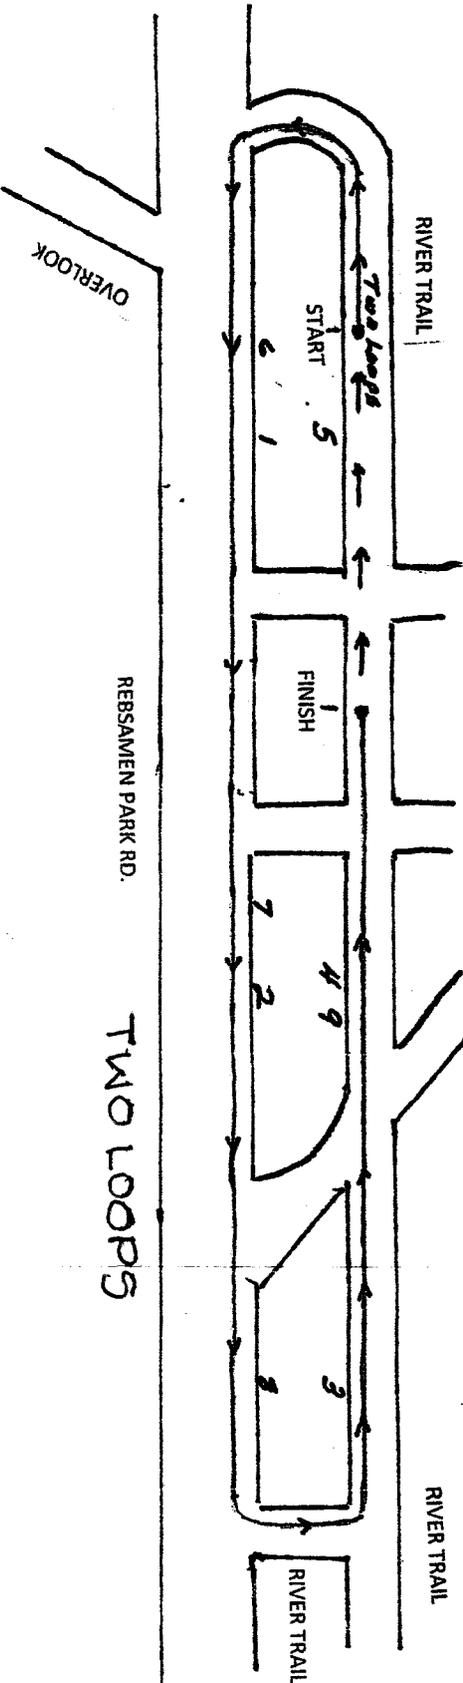 RIVER TRAIL
Two Loops
START
5
6
1
OVERLOOK
FINISH
REBSAMEN PARK RD.
7
2
4 9
TWO LOOPS
8
3
RIVER TRAIL
RIVER TRAIL